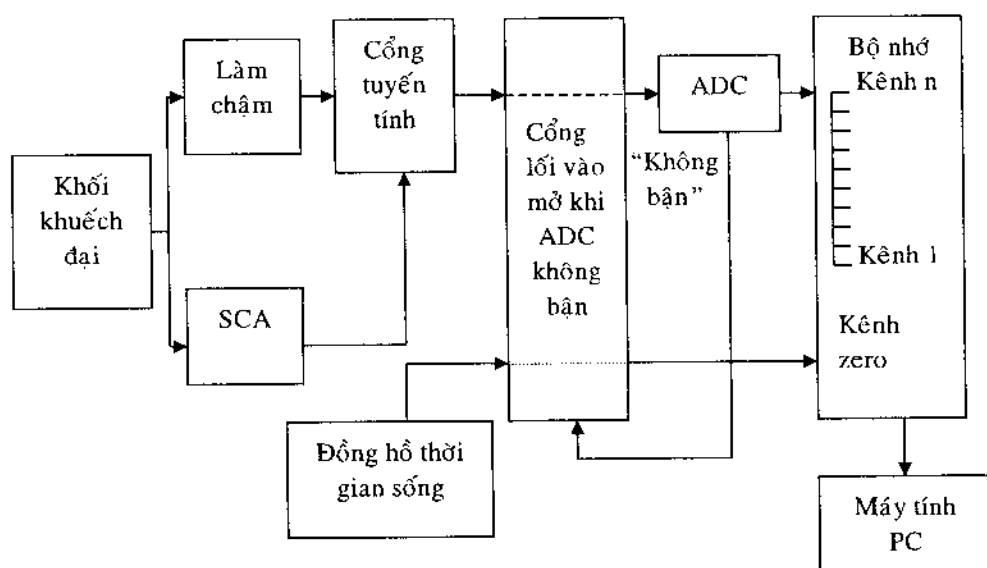 Khối
khuếch
đại
Làm
chậm
SCA
Cổng
tuyến
tính
Đồng hồ thời
gian sống
Cổng
lối vào
mở khi
ADC
không
bận
ADC
“Không
bận”
Bộ nhớ
Kênh n
Kênh 1
Kênh
zero
Máy tính
PC